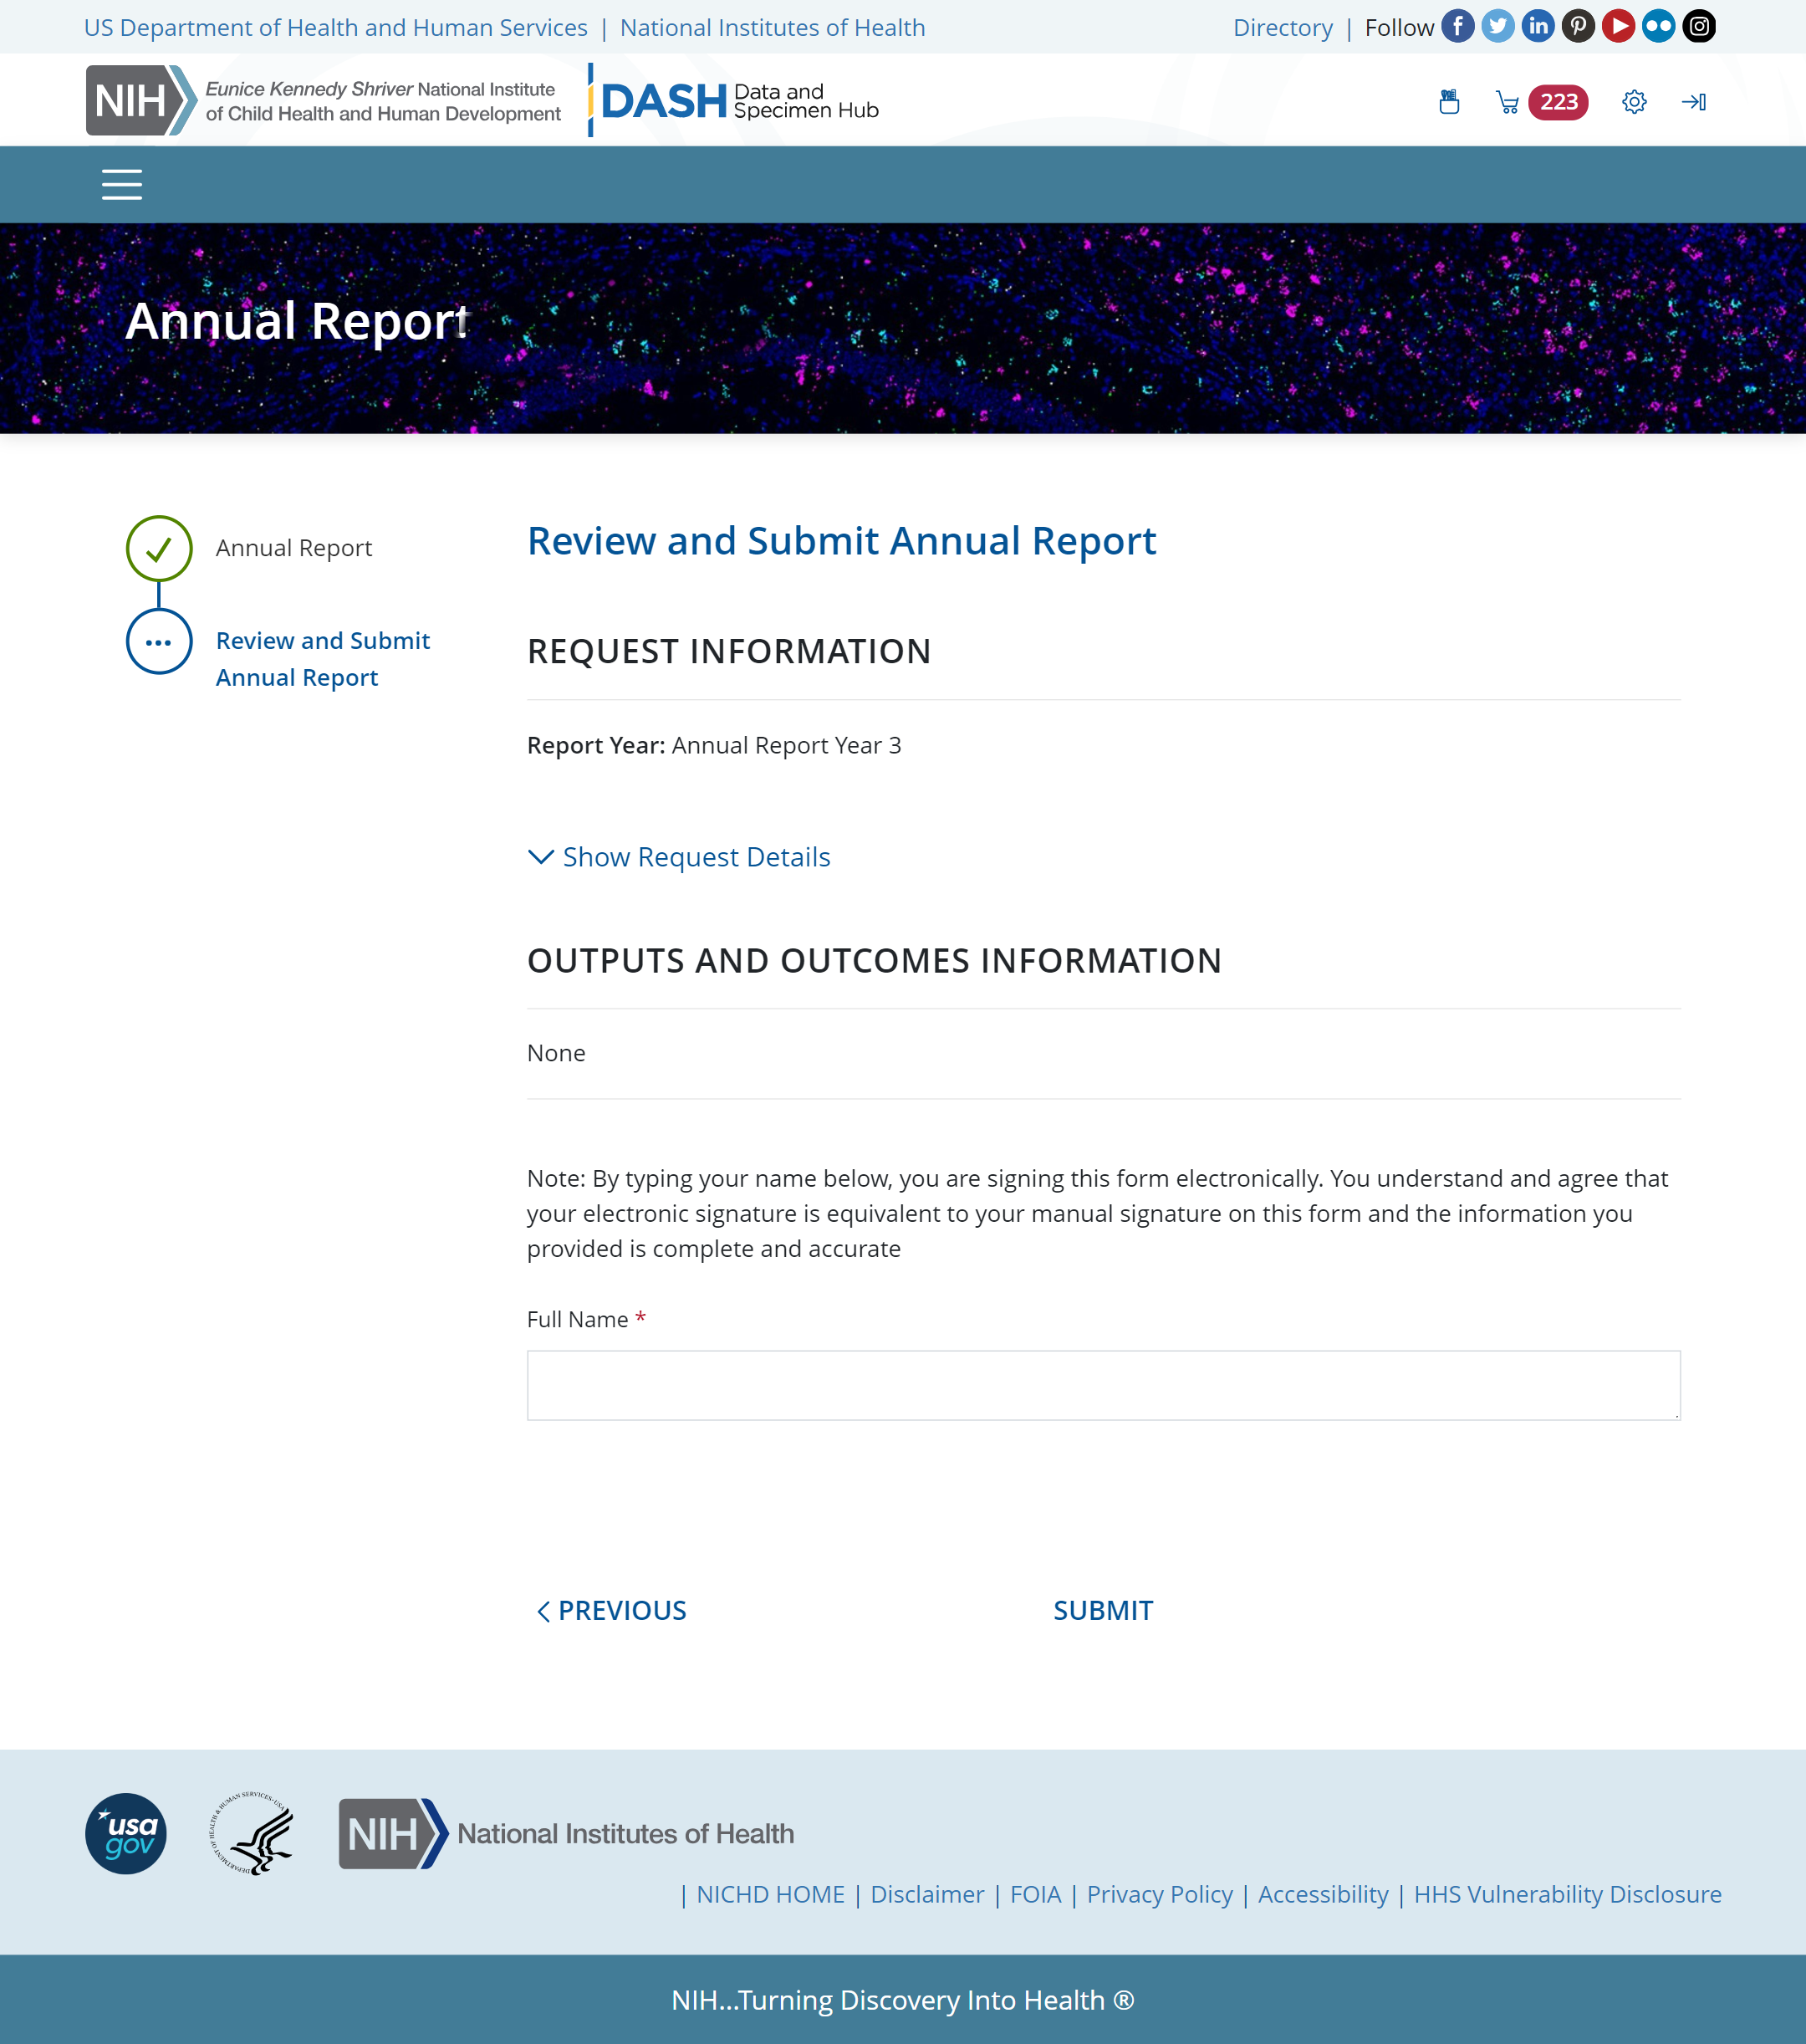 US Department of Health and Human Services | National Institutes of Health
Directory | Follow
NIH Eunice Kennedy Shriver National Institute of Child Health and Human Development
DASH Data and Specimen Hub
223
Annual Report
Annual Report
Review and Submit
Annual Report
Review and Submit Annual Report
REQUEST INFORMATION
Report Year: Annual Report Year 3
Show Request Details
OUTPUTS AND OUTCOMES INFORMATION
None
Note: By typing your name below, you are signing this form electronically. You understand and agree that
your electronic signature is equivalent to your manual signature on this form and the information you
provided is complete and accurate
Full Name *
PREVIOUS
SUBMIT
usa
gov
DEPARTMENT OF HEALTH & HUMAN SERVICES • USA
NIH National Institutes of Health
| NICHD HOME | Disclaimer | FOIA | Privacy Policy | Accessibility | HHS Vulnerability Disclosure
NIH...Turning Discovery Into Health ®